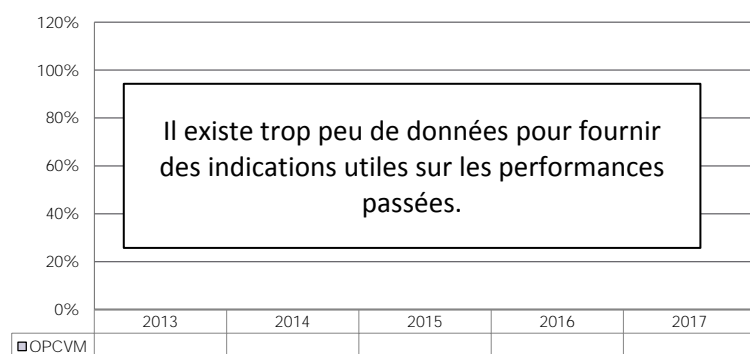 120%
100%
80%
60%
40%
20%
0%
Il existe trop peu de données pour fournir
des indications utiles sur les performances
passées.
2013 2014 2015 2016 2017
OPCVM